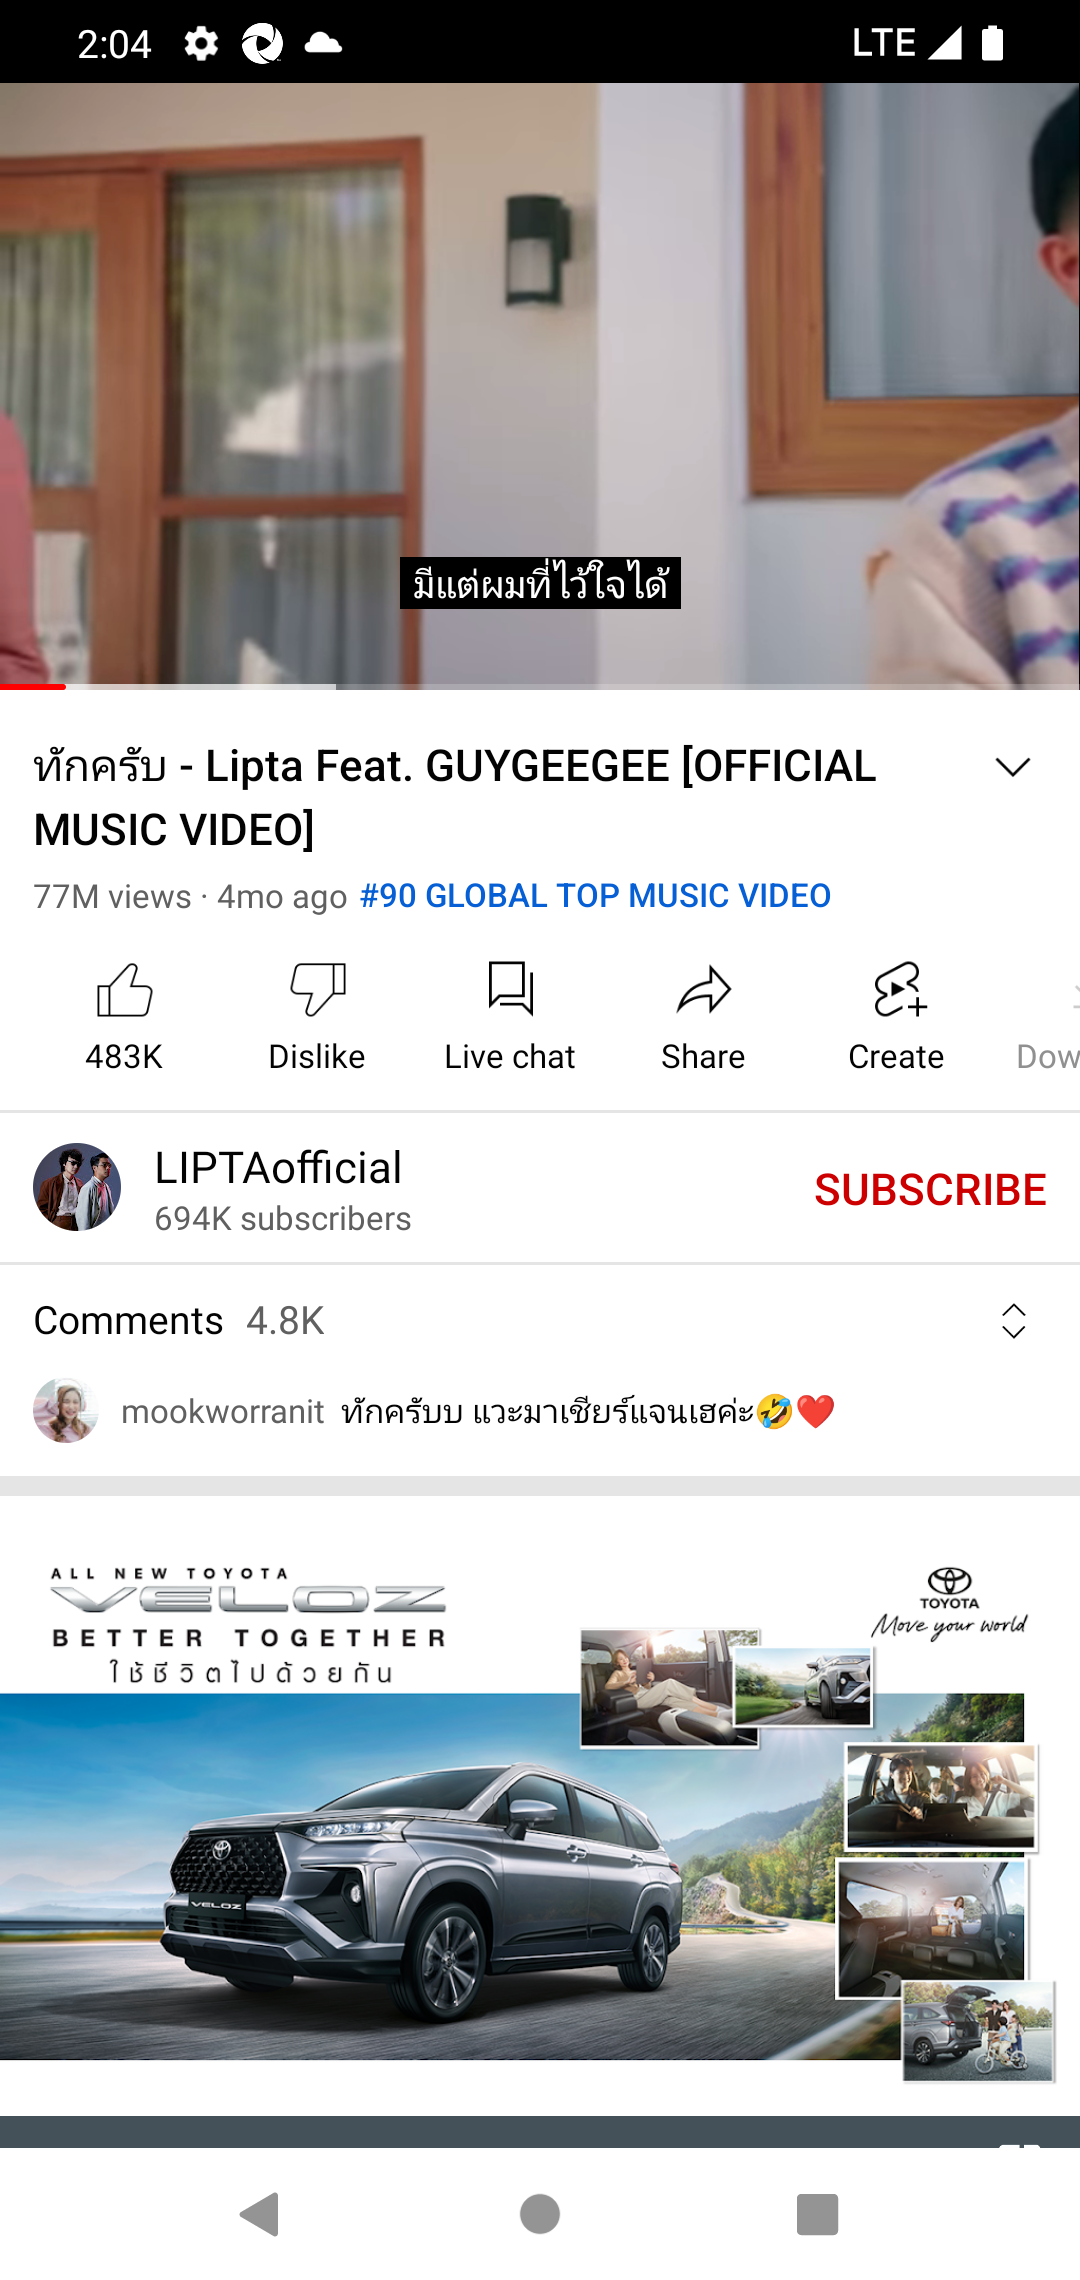 2:04
LTE
มีแต่ผมที่ไว้ใจได้
ทักครับ - Lipta Feat. GUYGEEGEE [OFFICIAL
MUSIC VIDEO]
77M views · 4mo ago #90 GLOBAL TOP MUSIC VIDEO
483K
Dislike
Live chat
Share
Create
Dow
LIPTAofficial
694K subscribers
SUBSCRIBE
Comments 4.8K
mookworranit ทักครับบ แวะมาเชียร์แจนเฮค่ะ🤣❤️
ALL NEW TOYOTA
VELOZ
BETTER TOGETHER
ใช้ชีวิตไปด้วยกัน
TOYOTA
Move your world
VELOZ